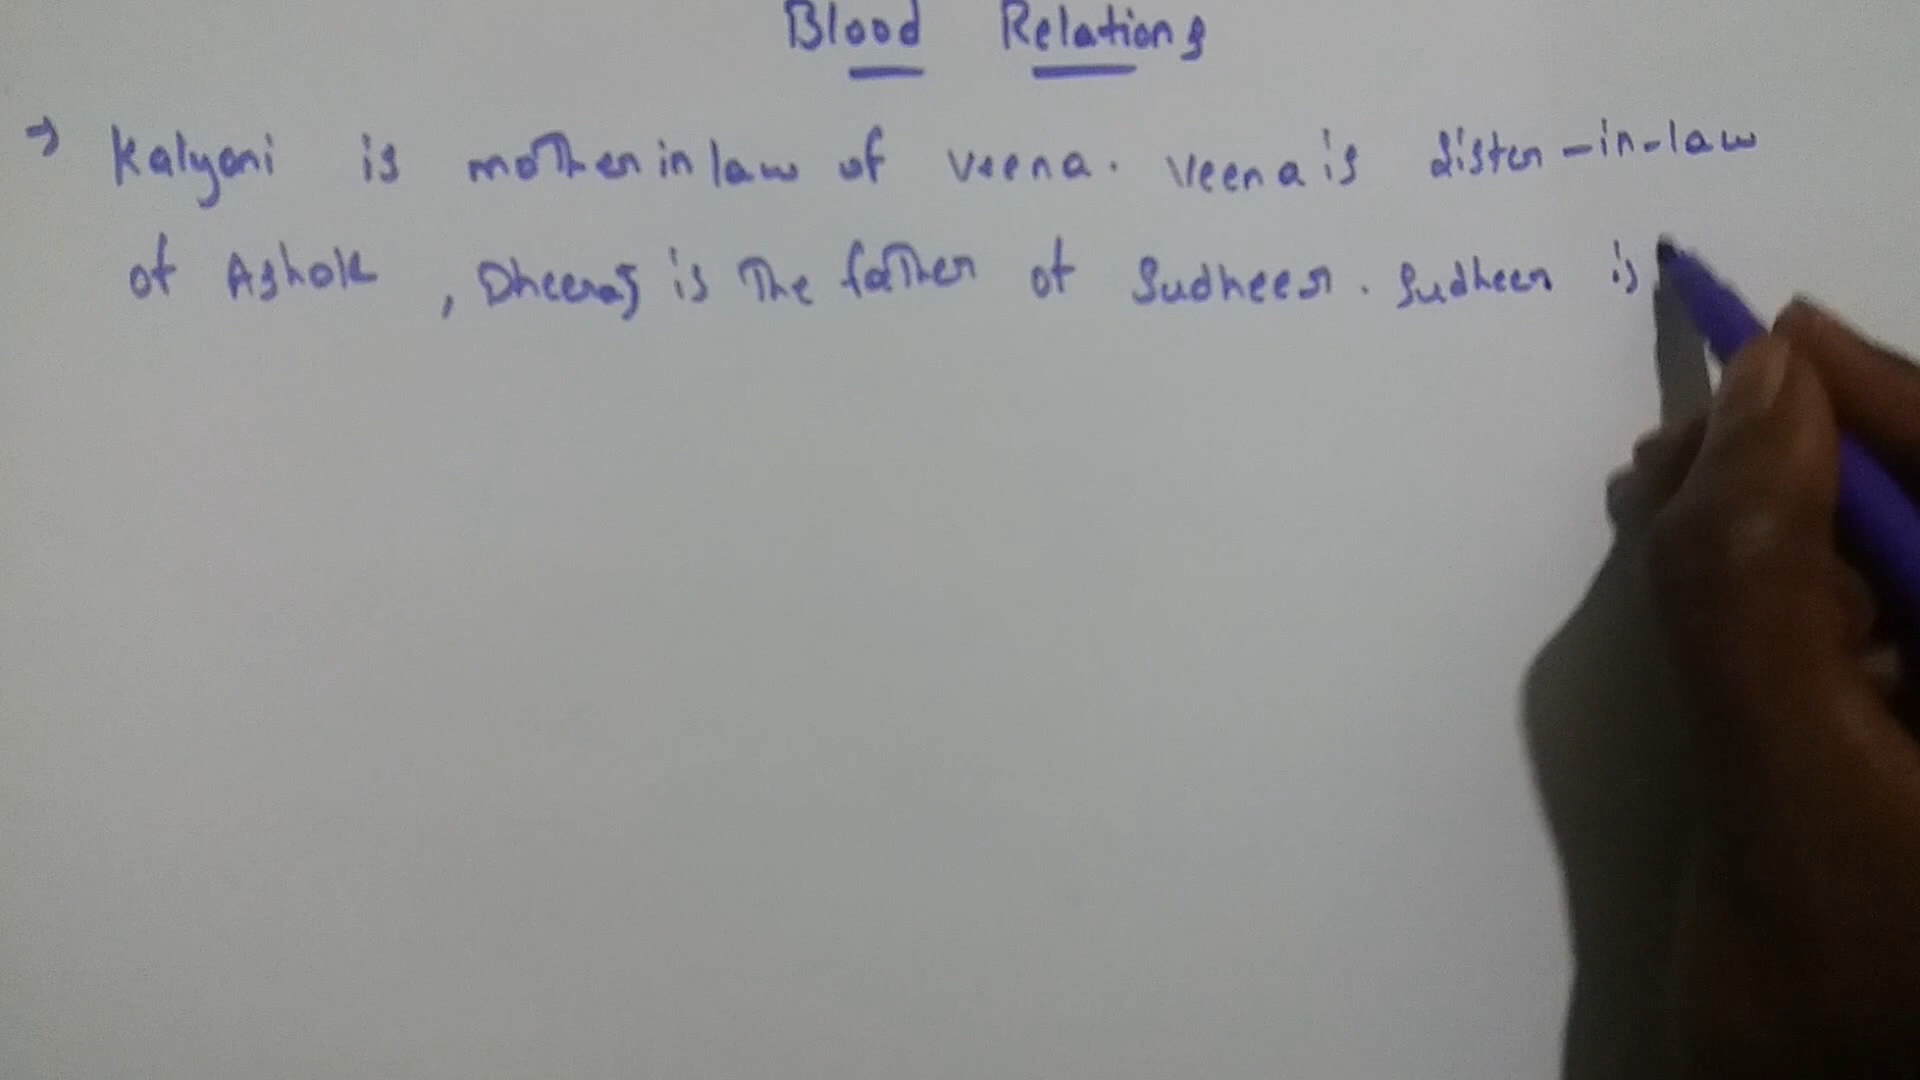 Blood Relations
⇒ Kalyani is mother in law of veena. veena is sister-in-law
of Ashok, Dheeraj is the father of Sudheer. Sudheer is